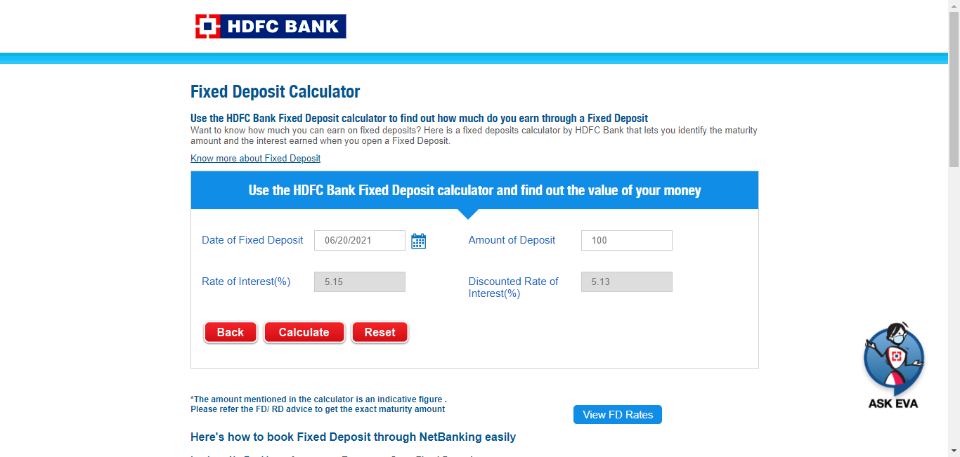 HDFC BANK
Fixed Deposit Calculator
Use the HDFC Bank Fixed Deposit calculator to find out how much do you earn through a Fixed Deposit
Want to know how much you can earn on fixed deposits? Here is a fixed deposits calculator by HDFC Bank that lets you identify the maturity
amount and the interest earned when you open a Fixed Deposit.
Know more about Fixed Deposit
Use the HDFC Bank Fixed Deposit calculator and find out the value of your money
Date of Fixed Deposit 06/20/2021 Amount of Deposit 100
Rate of Interest(%) 5.15 Discounted Rate of 5.13
Interest(%)
Back Calculate Reset
ASK EVA
*The amount mentioned in the calculator is an indicative figure .
Please refer the FD/ RD advice to get the exact maturity amount
View FD Rates
Here's how to book Fixed Deposit through NetBanking easily